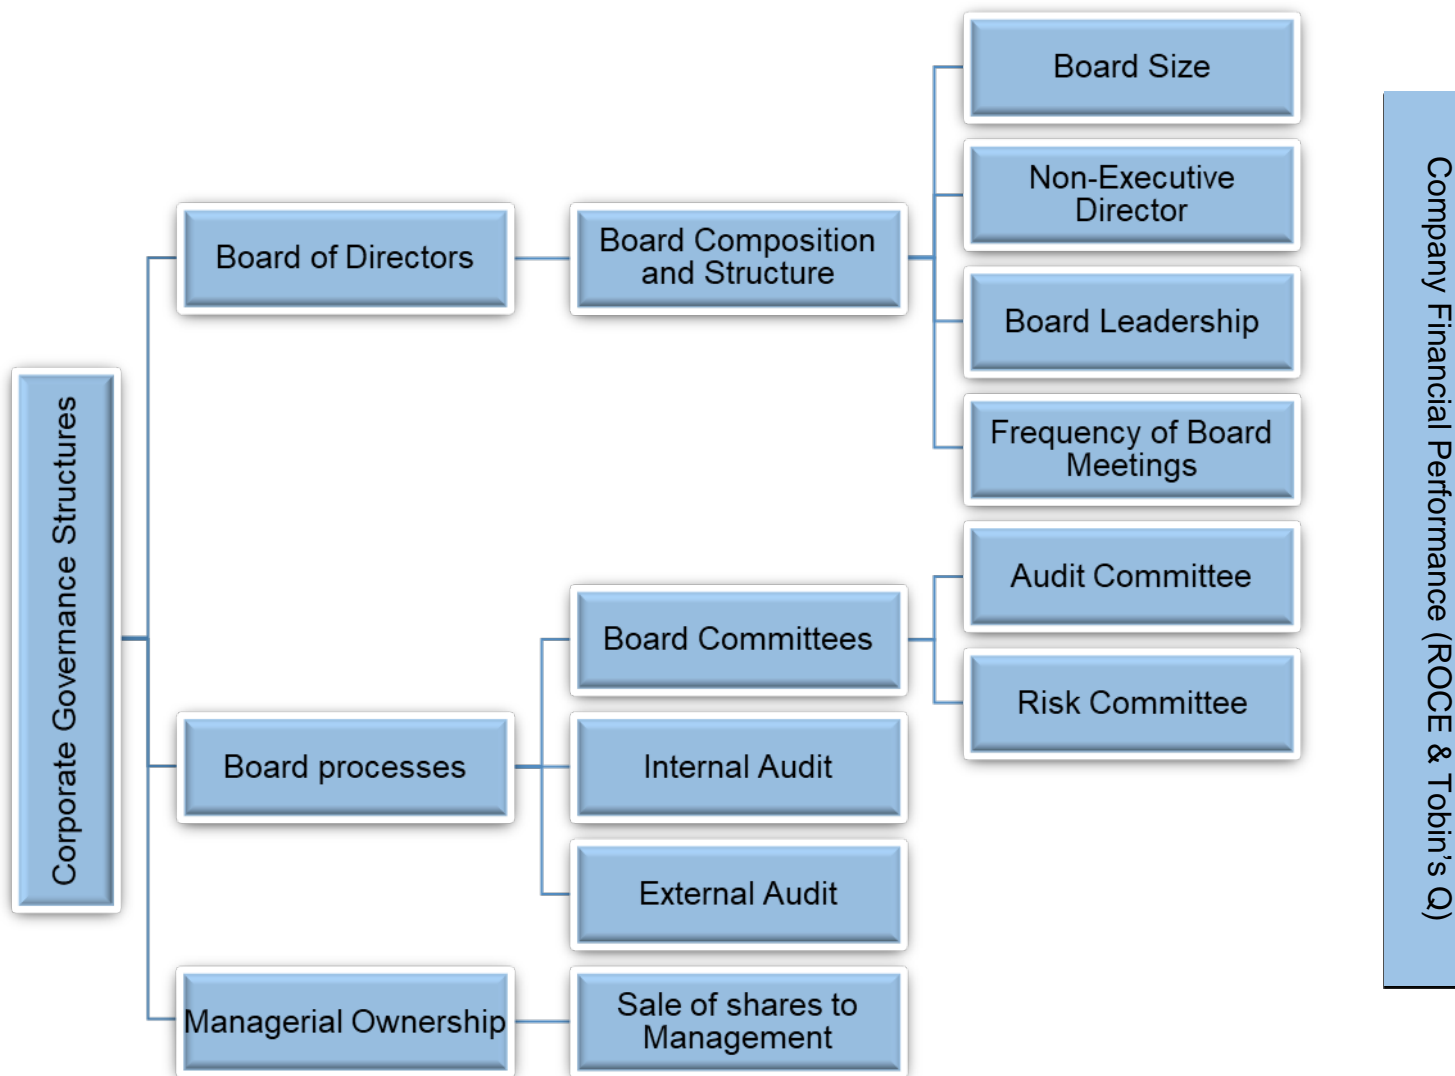 Corporate Governance Structures
Board of Directors
Board Composition
and Structure
Board Size
Non-Executive
Director
Board Leadership
Frequency of Board
Meetings
Board processes
Board Committees
Audit Committee
Risk Committee
Internal Audit
External Audit
Managerial Ownership
Sale of shares to
Management
Company Financial Performance (ROCE & Tobin's Q)